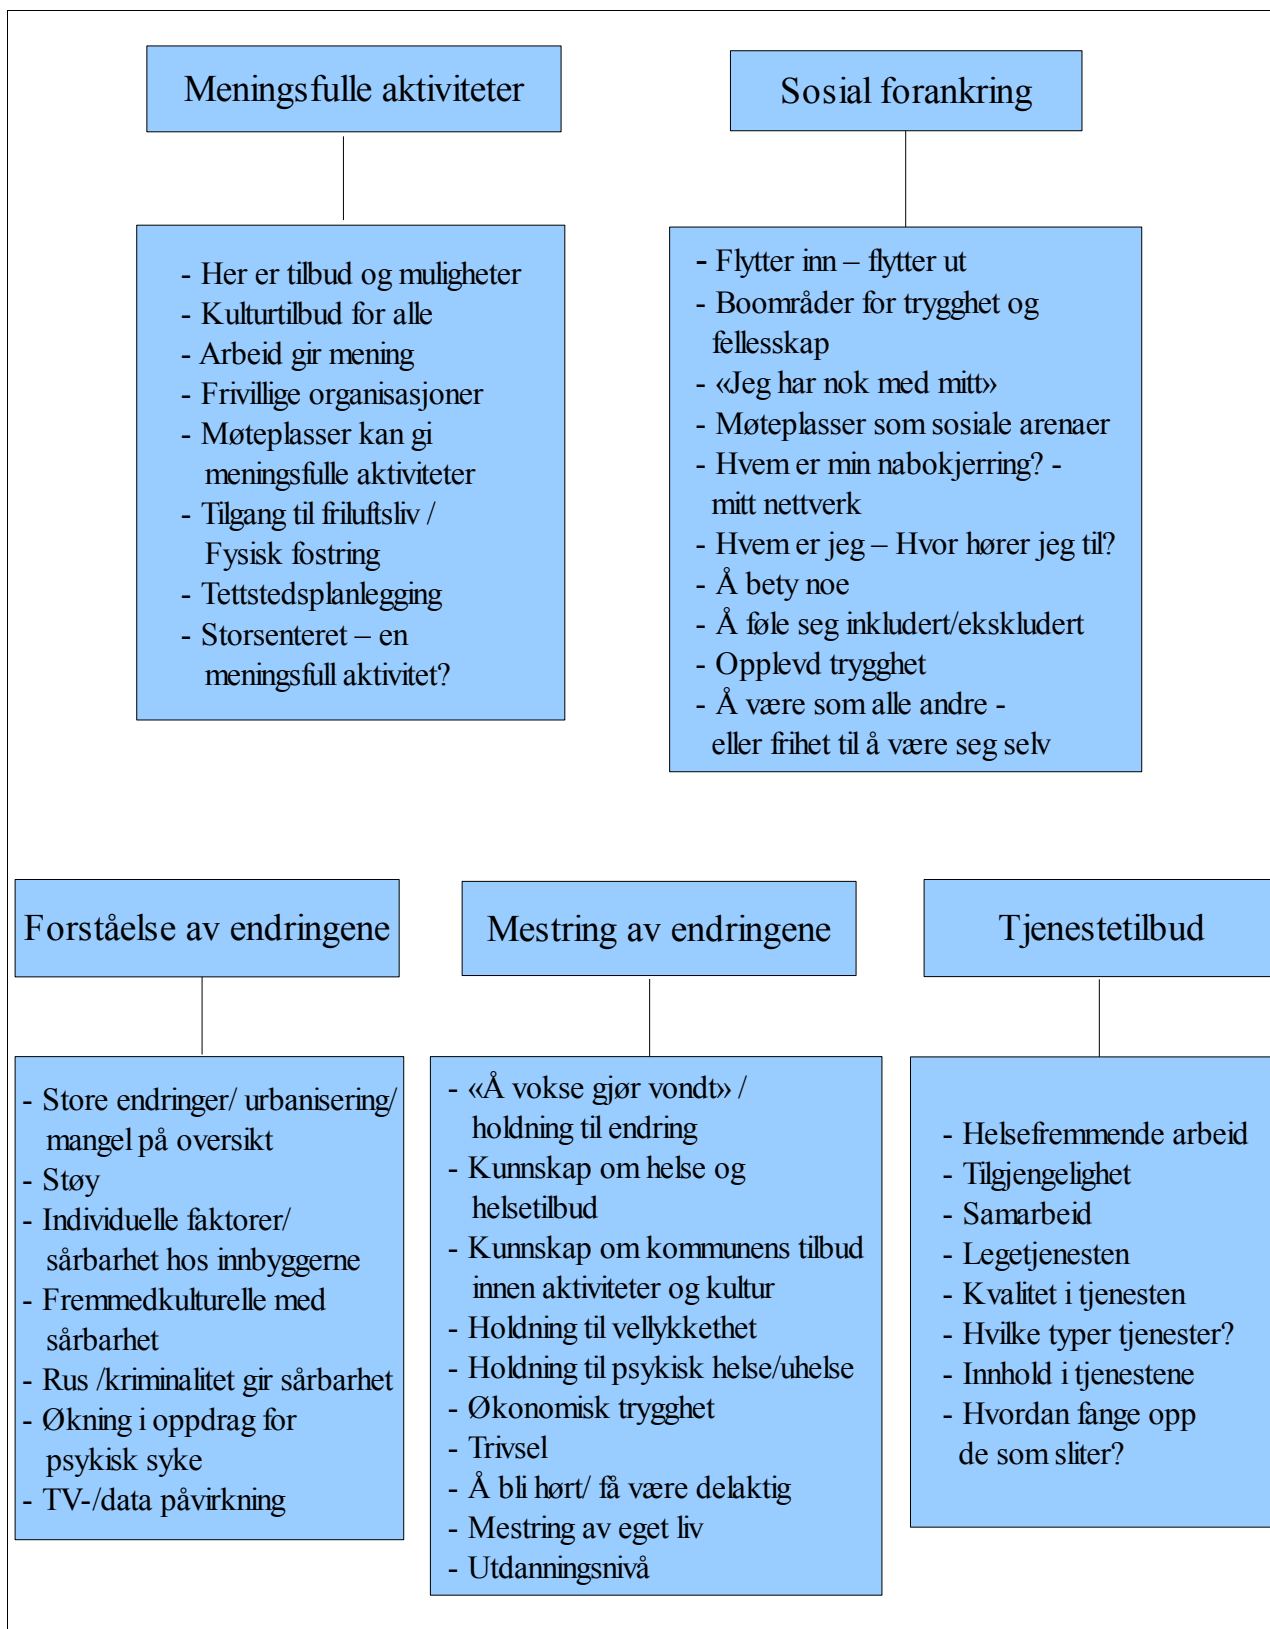 Meningsfulle aktiviteter
- Her er tilbud og muligheter
- Kulturtilbud for alle
- Arbeid gir mening
- Frivillige organisasjoner
- Møteplasser kan gi
meningsfulle aktiviteter
- Tilgang til friluftsliv /
Fysisk fostring
- Tettstedsplanlegging
- Storsenteret – en
meningsfull aktivitet?
Sosial forankring
- Flytter inn – flytter ut
- Boområder for trygghet og
fellesskap
- «Jeg har nok med mitt»
- Møteplasser som sosiale arenaer
- Hvem er min nabokjerring? -
mitt nettverk
- Hvem er jeg – Hvor hører jeg til?
- Å bety noe
- Å føle seg inkludert/ekskludert
- Opplevd trygghet
- Å være som alle andre -
eller frihet til å være seg selv
Forståelse av endringene
- Store endringer/ urbanisering/
mangel på oversikt
- Støy
- Individuelle faktorer/
sårbarhet hos innbyggerne
- Fremmedkulturelle med
sårbarhet
- Rus /kriminalitet gir sårbarhet
- Økning i oppdrag for
psykisk syke
- TV-/data påvirkning
Mestring av endringene
- «Å vokse gjør vondt» /
holdning til endring
- Kunnskap om helse og
helsetilbud
- Kunnskap om kommunens tilbud
innen aktiviteter og kultur
- Holdning til vellykkethet
- Holdning til psykisk helse/uhelse
- Økonomisk trygghet
- Trivsel
- Å bli hørt/ få være delaktig
- Mestring av eget liv
- Utdanningsnivå
Tjenestetilbud
- Helsefremmende arbeid
- Tilgjengelighet
- Samarbeid
- Legetjenesten
- Kvalitet i tjenesten
- Hvilke typer tjenester?
- Innhold i tjenestene
- Hvordan fange opp
de som sliter?